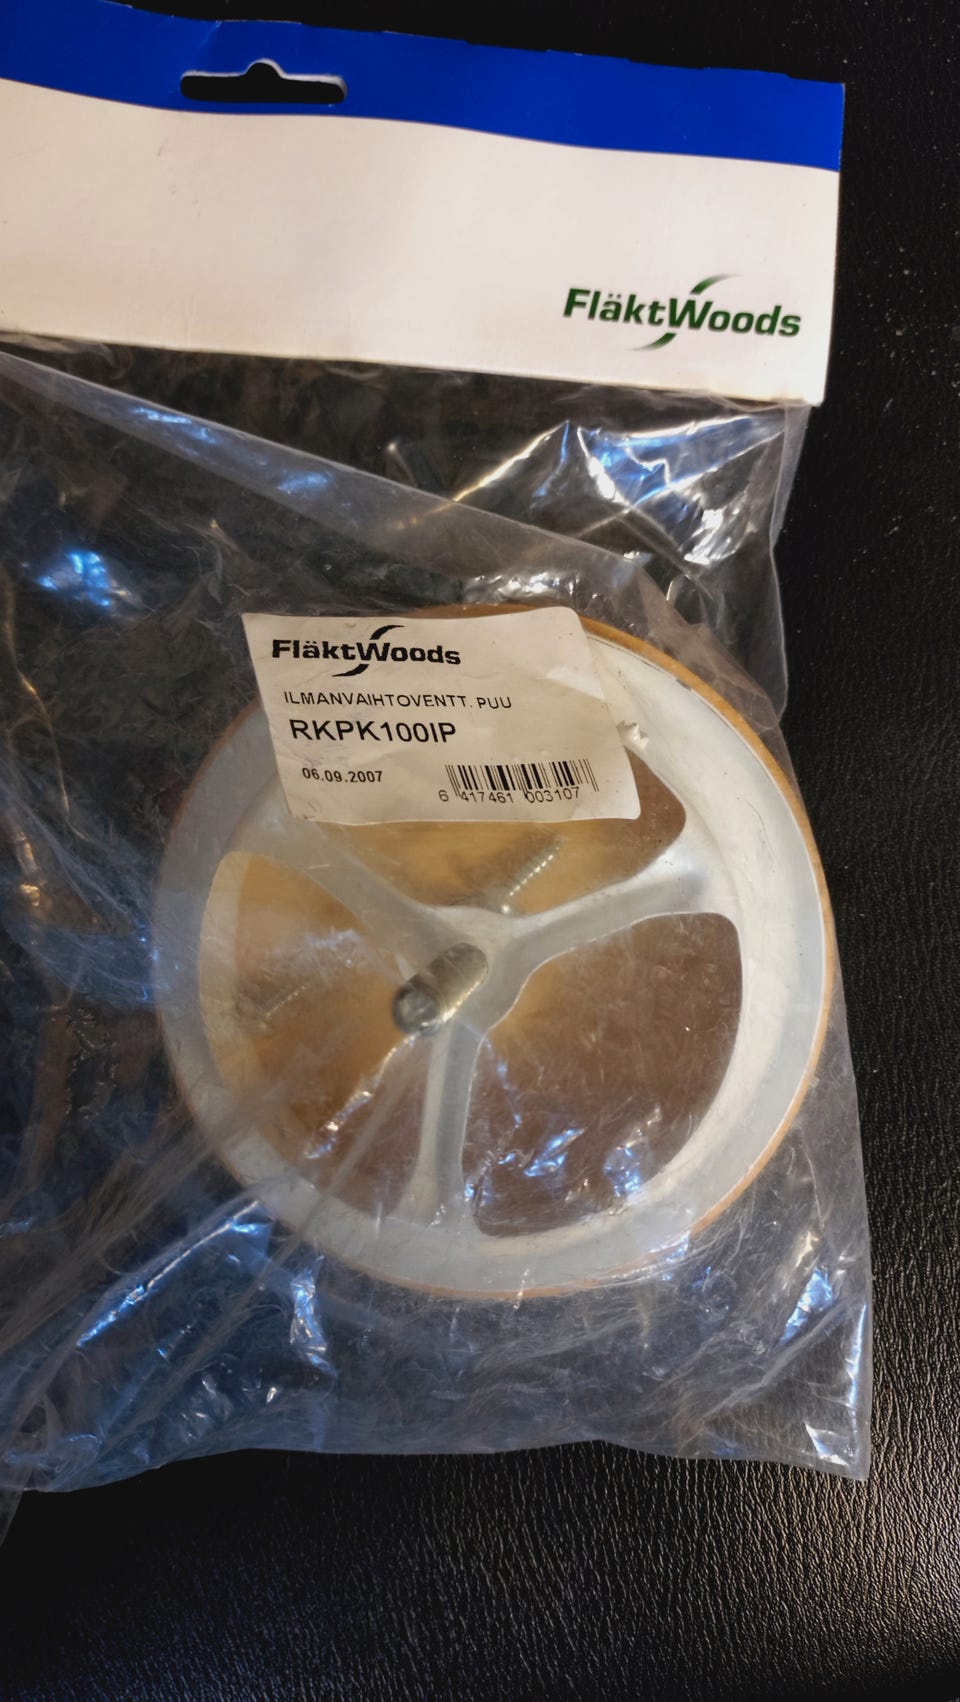 FläktWoods
FläktWoods
ILMANVAIHTOVENTT. PUU
RKPK100IP
06.09.2007
6 417461 003107